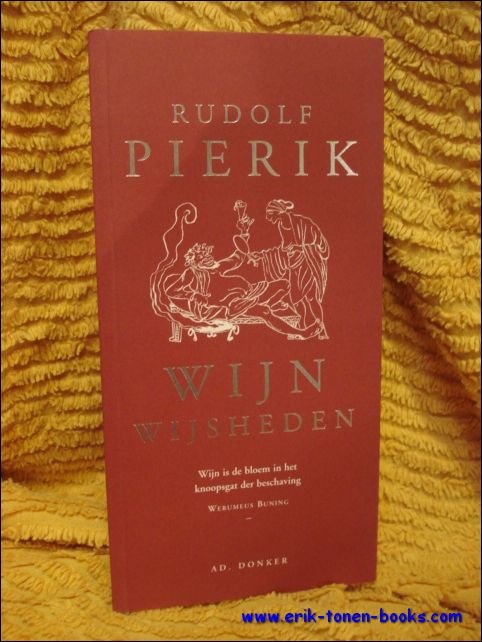 RUDOLF
PIERIK
WIJN
WIJSHEDEN
Wijn is de bloem in het
knoopsgat der beschaving
WERUMEUS BUNING
–
AD. DONKER
www.erik-tonen-books.com